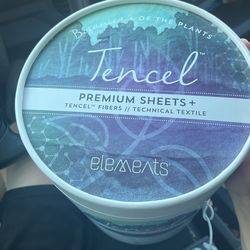 OF THE PLANTS
Tencel™
PREMIUM SHEETS+
TENCEL™ FIBERS // TECHNICAL TEXTILE
elements